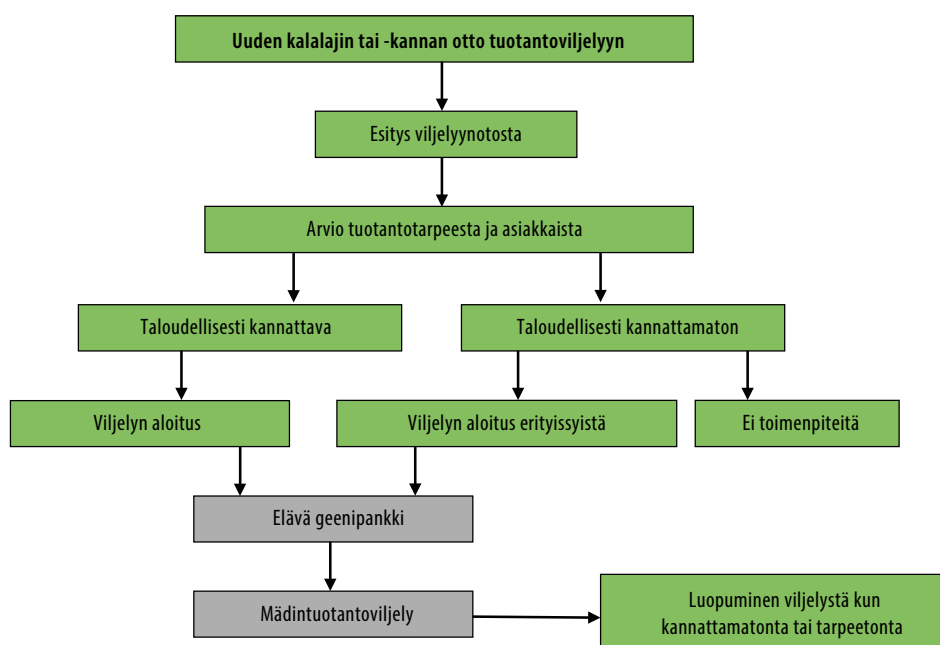 Uuden kalalajin tai -kannan otto tuotantoviljelyyn
Esitys viljelyynotosta
Arvio tuotantotarpeesta ja asiakkaista
Taloudellisesti kannattava
Taloudellisesti kannattamaton
Viljelyn aloitus
Viljelyn aloitus erityissyistä
Ei toimenpiteitä
Elävä geenipankki
Mädintuotantoviljely
Luopuminen viljelystä kun
kannattamatonta tai tarpeetonta